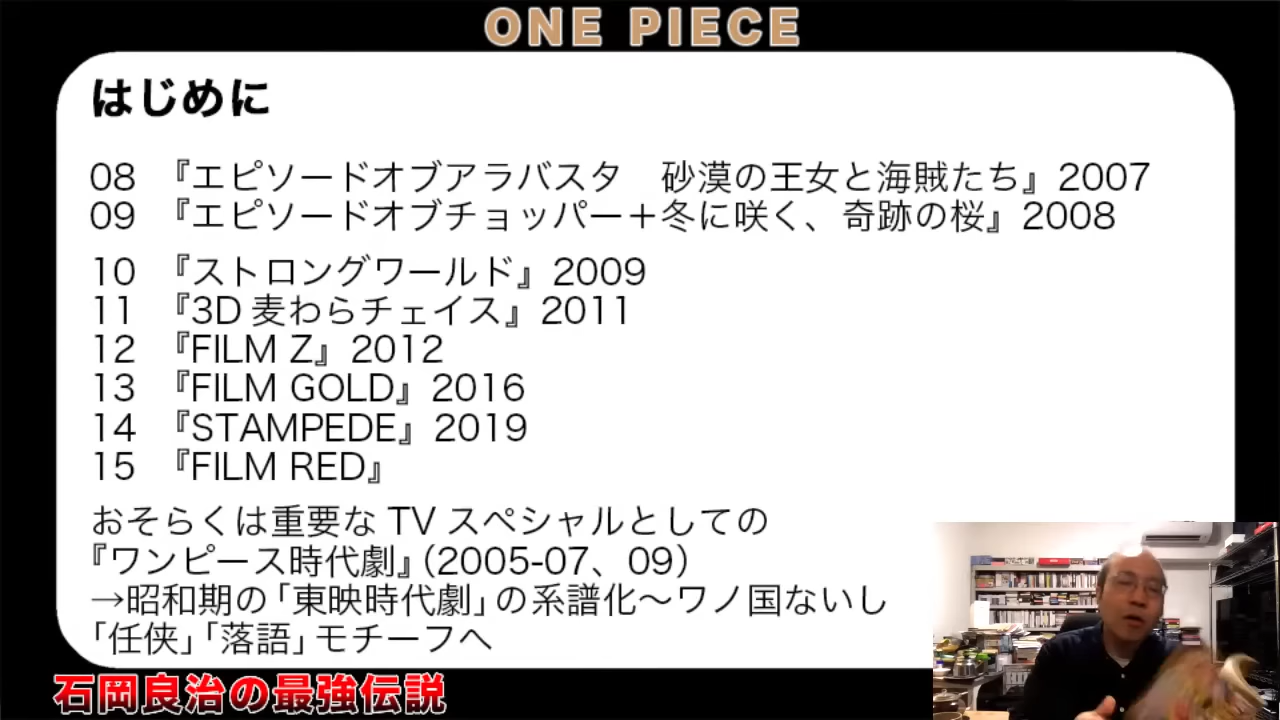 ONE PIECE
はじめに
08 『エピソードオブアラバスタ 砂漠の王女と海賊たち』2007
09 『エピソードオブチョッパー＋冬に咲く、奇跡の桜』2008
10 『ストロングワールド』2009
11 『3D 麦わらチェイス』2011
12 『FILM Z』2012
13 『FILM GOLD』2016
14 『STAMPEDE』2019
15 『FILM RED』
おそらくは重要な TV スペシャルとしての
『ワンピース時代劇』（2005-07、09）
→昭和期の「東映時代劇」の系譜化〜ワノ国ないし
「任侠」「落語」モチーフへ
石岡良治の最強伝説